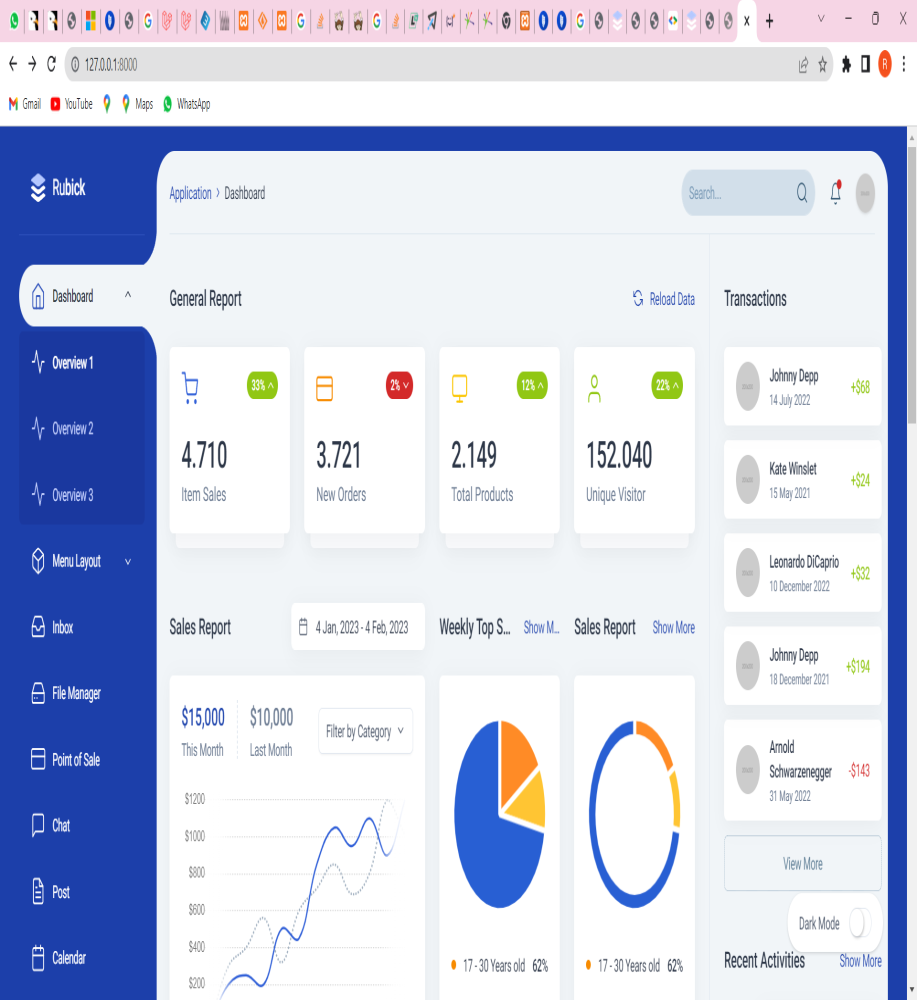 127.0.0.1:8000
R
Gmail
YouTube
Maps
WhatsApp
Rubick
Application > Dashboard
Search...
Dashboard
Overview 1
Overview 2
Overview 3
Menu Layout
Inbox
File Manager
Point of Sale
Chat
Post
Calendar
General Report
Reload Data
33%
4.710
Item Sales
2%
3.721
New Orders
12%
2.149
Total Products
22%
152.040
Unique Visitor
Sales Report
4 Jan, 2023 - 4 Feb, 2023
$15,000
This Month
$10,000
Last Month
Filter by Category
$1200
$1000
$800
$600
$400
$200
Weekly Top S...
Show M...
17 - 30 Years old 62%
Sales Report
Show More
17 - 30 Years old 62%
Transactions
Johnny Depp
14 July 2022
+$68
Kate Winslet
15 May 2021
+$24
Leonardo DiCaprio
10 December 2022
+$32
Johnny Depp
18 December 2021
+$194
Arnold
Schwarzenegger
31 May 2022
-$143
View More
Dark Mode
Recent Activities
Show More